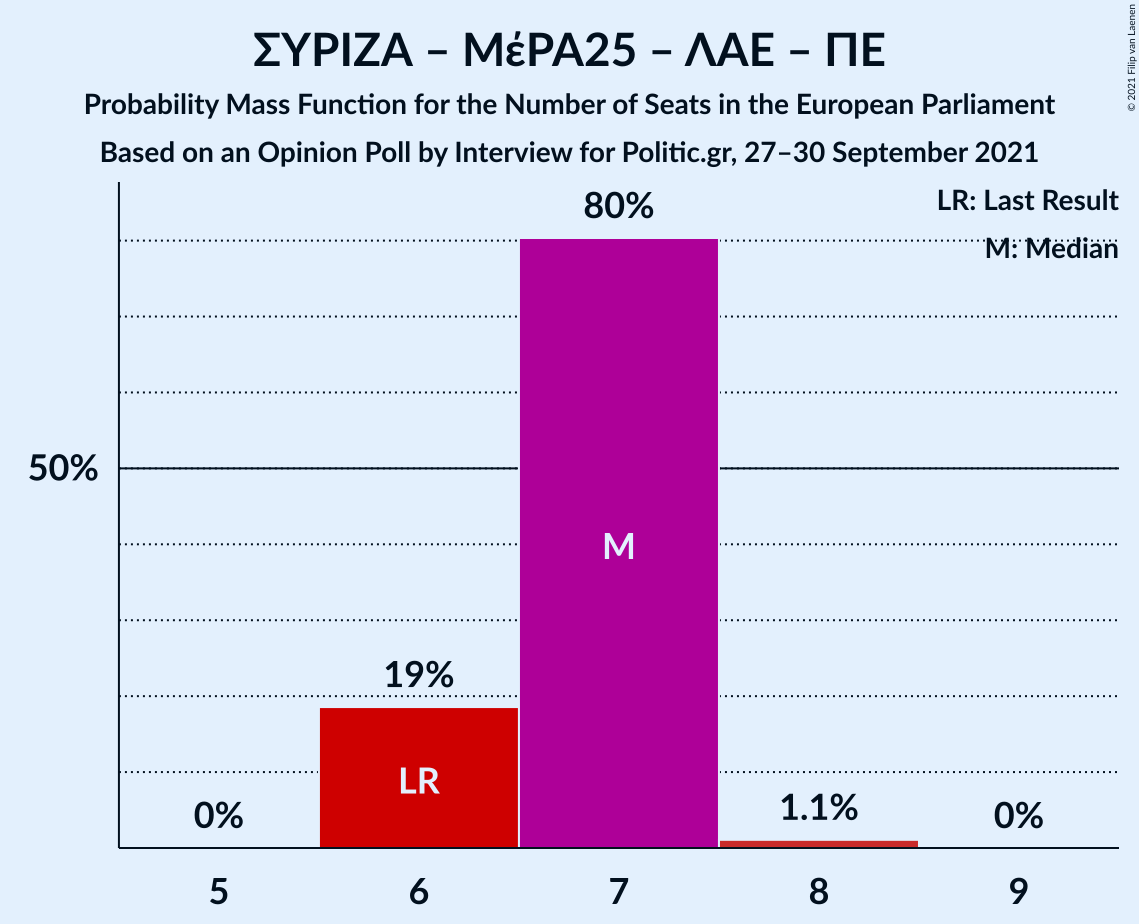 ΣΥΡΙΖΑ – ΜέΡΑ25 – ΛΑΕ – ΠΕ
Probability Mass Function for the Number of Seats in the European Parliament
Based on an Opinion Poll by Interview for Politic.gr, 27–30 September 2021
© 2021 Filip van Laenen
LR: Last Result
M: Median
80%
50%
M
19%
LR
0%
1.1%
0%
5
6
7
8
9